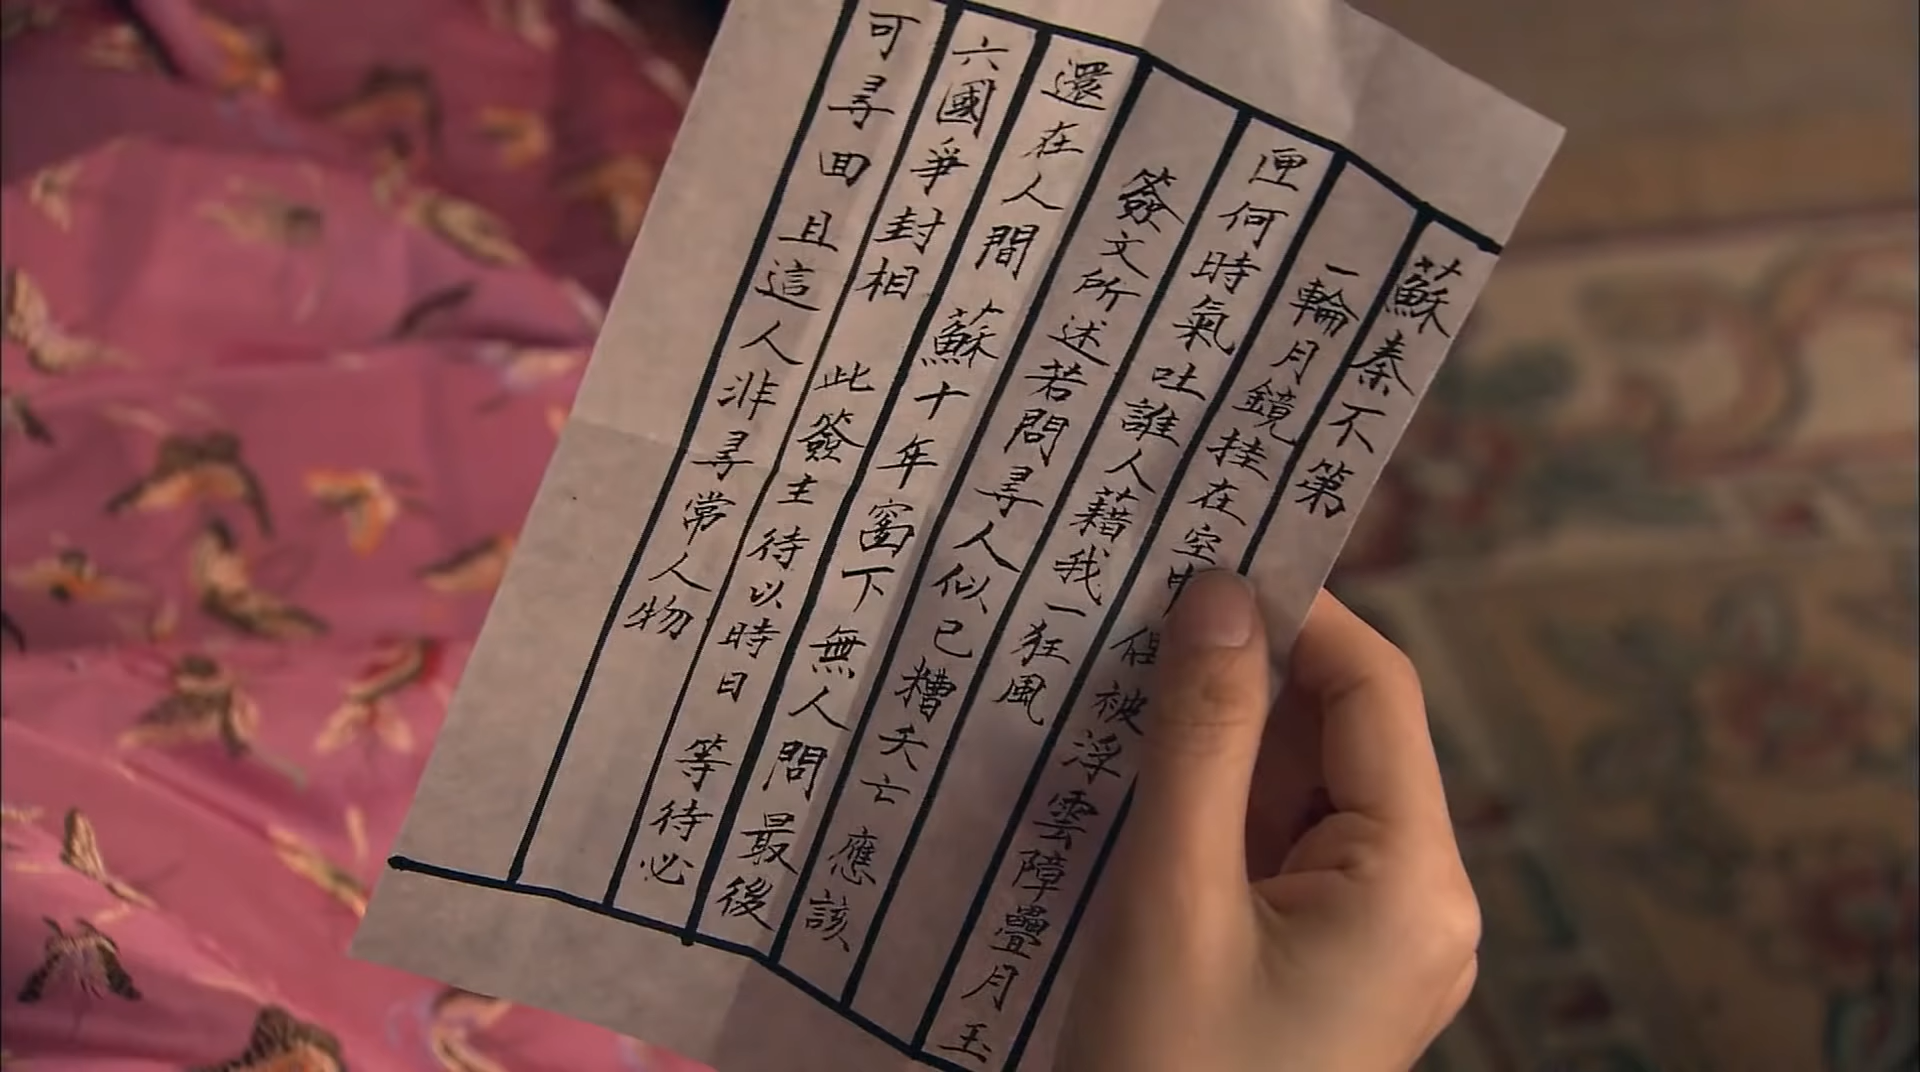 蘇秦不第
一輪月鏡挂在空中 但被浮雲障疊月玉
匣何時氣吐誰人藉我一狂風
簽文所述若問尋人似已糟夭亡 應該
還在人間 蘇十年窗下無人問 最後
六國爭封相 此簽主待以時日 等待必
可尋回 且這人非尋常人物